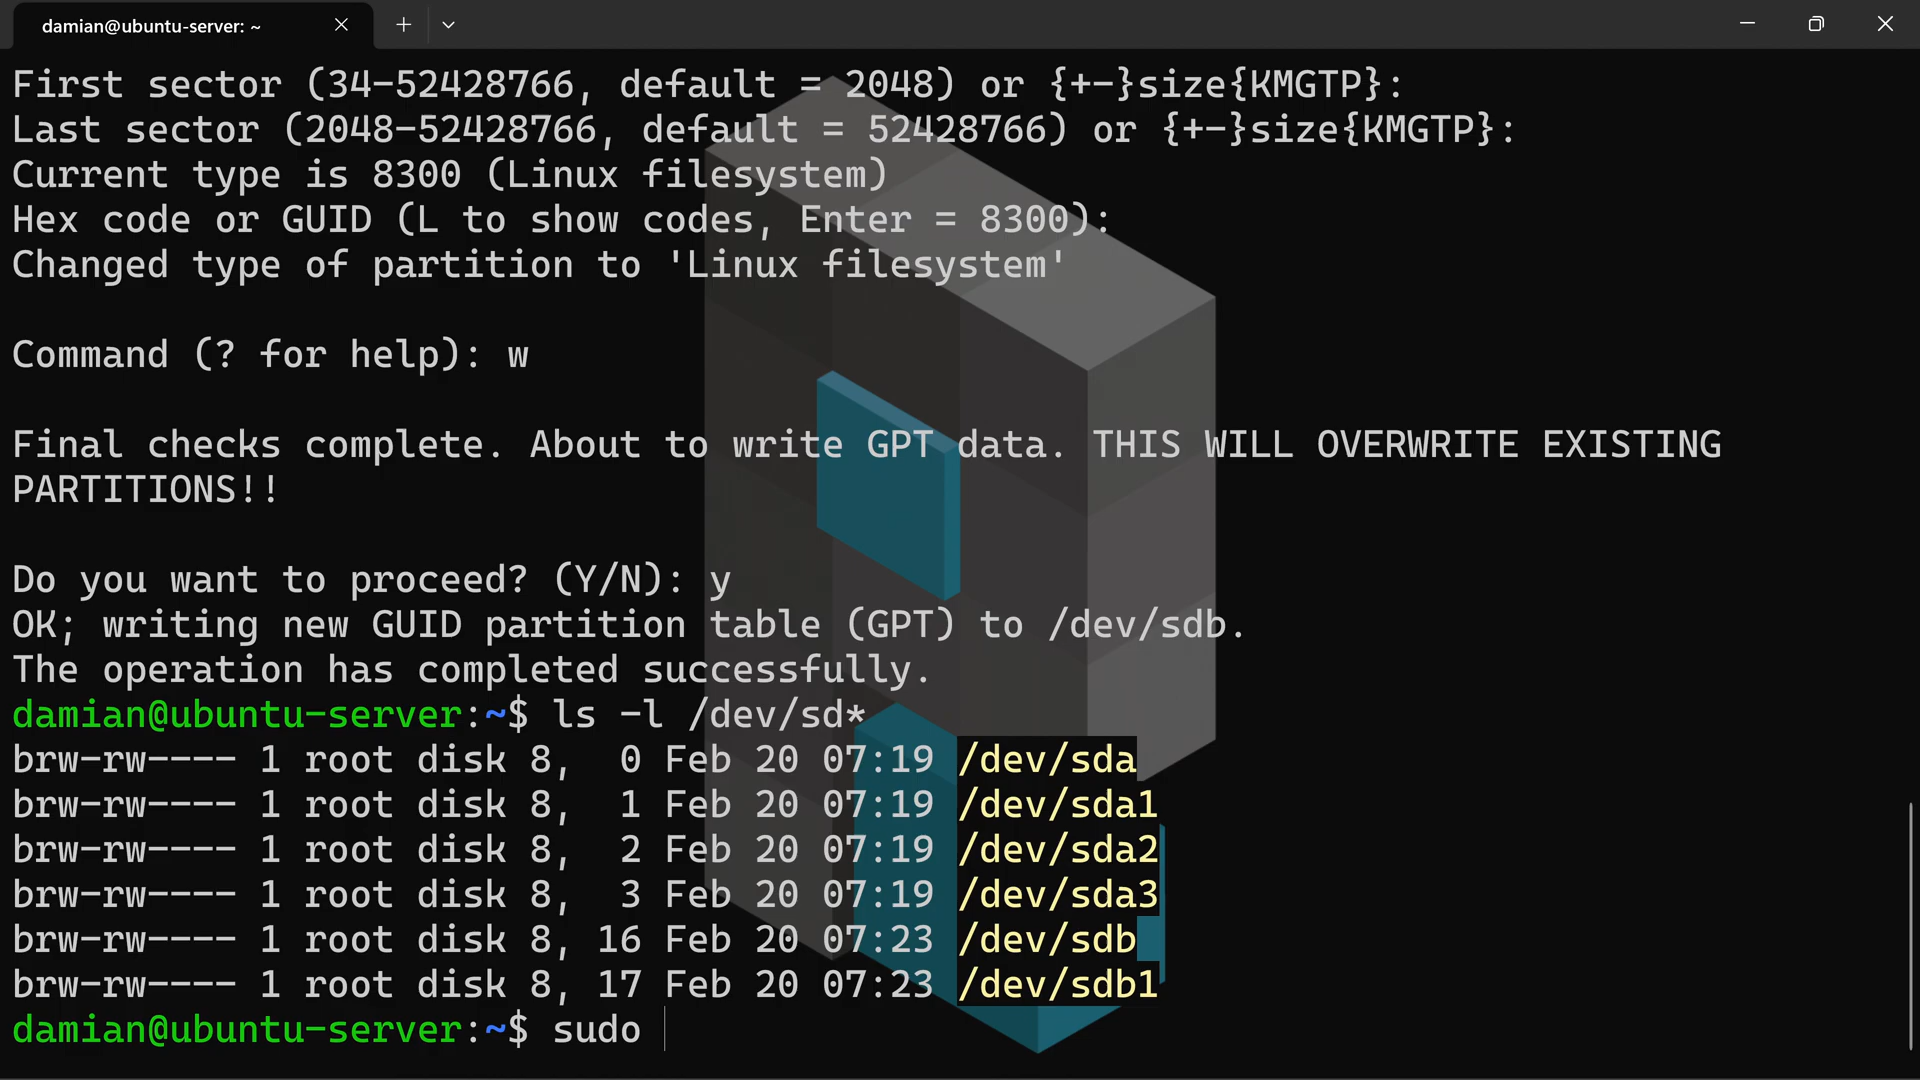 damian@ubuntu-server: ~
First sector (34-52428766, default = 2048) or {+-}size{KMGTP}:
Last sector (2048-52428766, default = 52428766) or {+-}size{KMGTP}:
Current type is 8300 (Linux filesystem)
Hex code or GUID (L to show codes, Enter = 8300):
Changed type of partition to 'Linux filesystem'
Command (? for help): w
Final checks complete. About to write GPT data. THIS WILL OVERWRITE EXISTING
PARTITIONS!!
Do you want to proceed? (Y/N): y
OK; writing new GUID partition table (GPT) to /dev/sdb.
The operation has completed successfully.
damian@ubuntu-server:~$ ls -l /dev/sd*
brw-rw---- 1 root disk 8,  0 Feb 20 07:19 /dev/sda
brw-rw---- 1 root disk 8,  1 Feb 20 07:19 /dev/sda1
brw-rw---- 1 root disk 8,  2 Feb 20 07:19 /dev/sda2
brw-rw---- 1 root disk 8,  3 Feb 20 07:19 /dev/sda3
brw-rw---- 1 root disk 8, 16 Feb 20 07:23 /dev/sdb
brw-rw---- 1 root disk 8, 17 Feb 20 07:23 /dev/sdb1
damian@ubuntu-server:~$ sudo